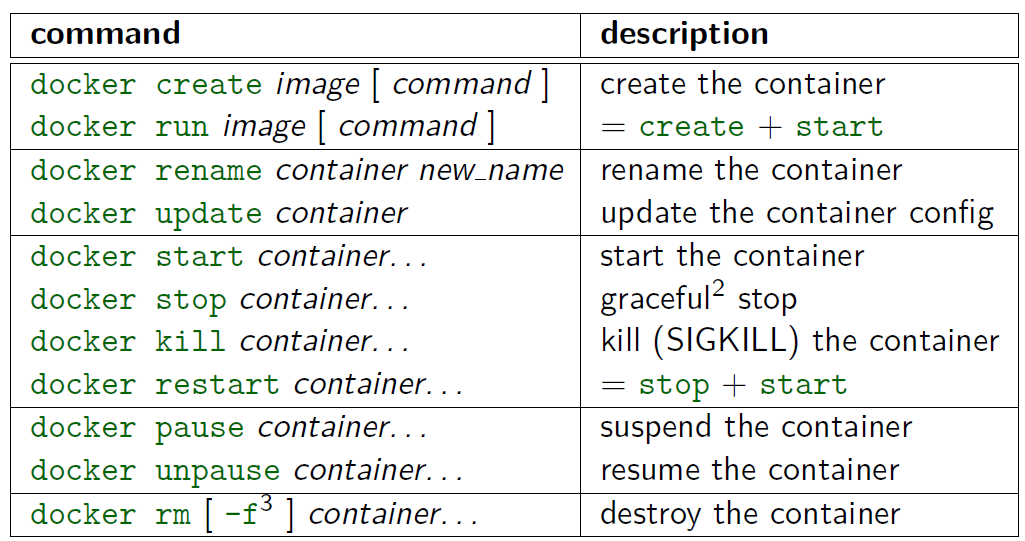 command description
docker create image [ command ] create the container
docker run image [ command ] = create + start
docker rename container new_name rename the container
docker update container update the container config
docker start container... start the container
docker stop container... graceful² stop
docker kill container... kill (SIGKILL) the container
docker restart container... = stop + start
docker pause container... suspend the container
docker unpause container... resume the container
docker rm [ -f³ ] container... destroy the container